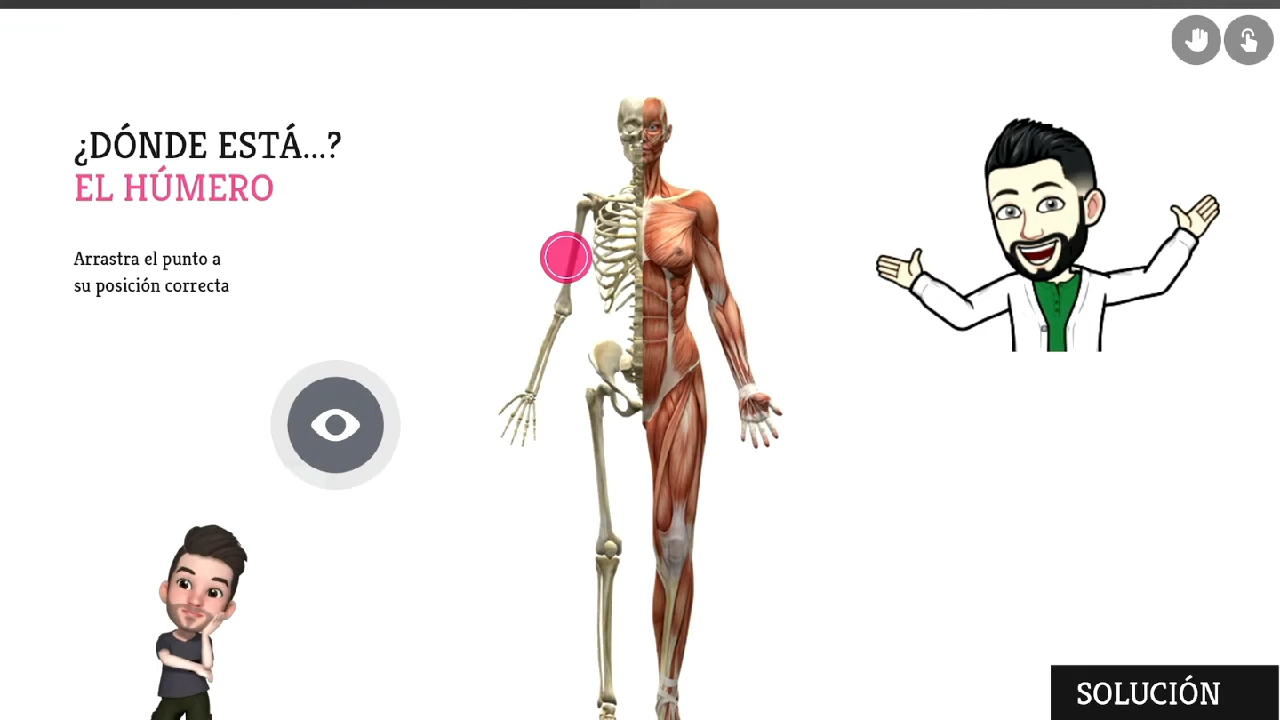 ¿DÓNDE ESTÁ...?
EL HÚMERO
Arrastra el punto a
su posición correcta
SOLUCIÓN